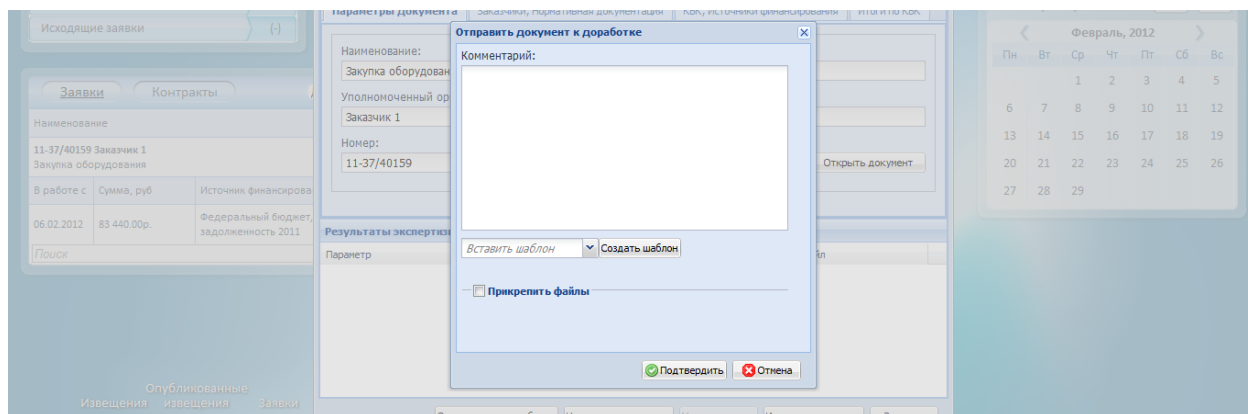 Исходящие заявки (-)
Заявки Контракты
Наименование
11-37/40159 Заказчик 1
Закупка оборудования
В работе с Сумма, руб Источник финансирова
06.02.2012 83 440.00р. Федеральный бюджет,
задолженность 2011
Поиск
Опубликованные
Извещения извещения Заявки
Параметры документа Заказчики, Нормативная документация КБК, Источники финансирования Итоги по КБК
Наименование:
Закупка оборудован
Уполномоченный ор
Заказчик 1
Номер:
11-37/40159 Открыть документ
Результаты экспертизы
Параметр
Отправить документ к доработке
Комментарий:
Вставить шаблон Создать шаблон
Прикрепить файлы
Подтвердить Отмена
Февраль, 2012
Пн Вт Ср Чт Пт Сб Вс
1 2 3 4 5
6 7 8 9 10 11 12
13 14 15 16 17 18 19
20 21 22 23 24 25 26
27 28 29